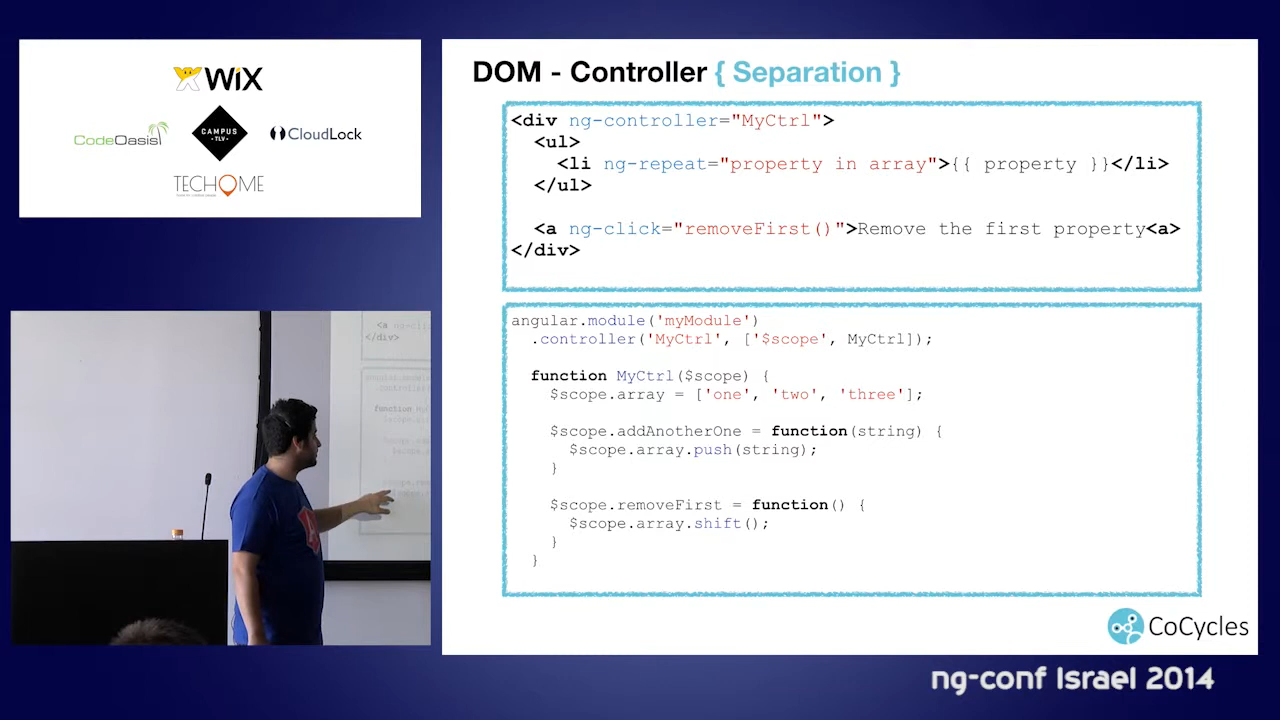 WiX
CodeOasis
CAMPUS
TLV
CloudLock
TECHOME
DOM - Controller { Separation }
<div ng-controller="MyCtrl">
<ul>
<li ng-repeat="property in array">{{ property }}</li>
</ul>
<a ng-click="removeFirst()">Remove the first property<a>
</div>
angular.module('myModule')
.controller('MyCtrl', ['$scope', MyCtrl]);
function MyCtrl($scope) {
$scope.array = ['one', 'two', 'three'];
$scope.addAnotherOne = function(string) {
$scope.array.push(string);
}
$scope.removeFirst = function() {
$scope.array.shift();
}
}
CoCycles
ng-conf Israel 2014